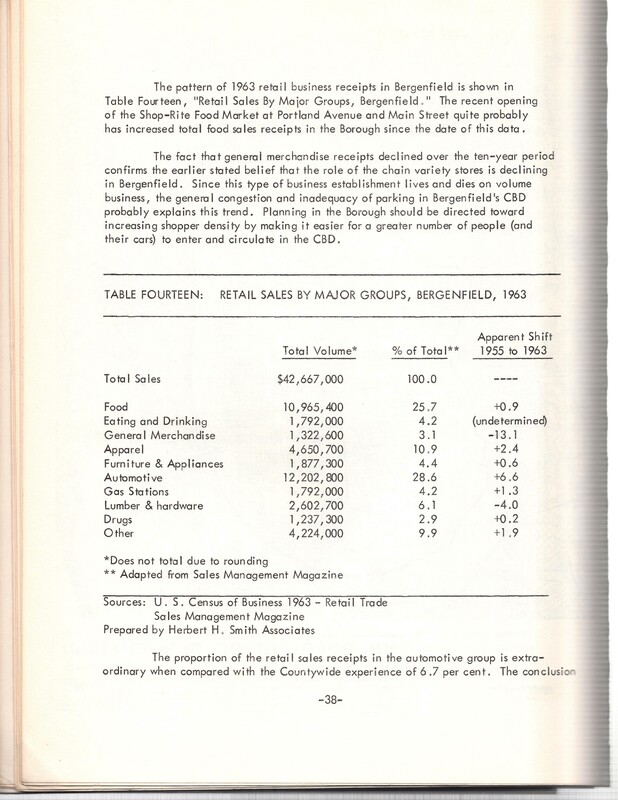 The pattern of 1963 retail business receipts in Bergenfield is shown in
Table Fourteen, "Retail Sales By Major Groups, Bergenfield." The recent opening
of the Shop-Rite Food Market at Portland Avenue and Main Street quite probably
has increased total food sales receipts in the Borough since the date of this data.
The fact that general merchandise receipts declined over the ten-year period
confirms the earlier stated belief that the role of the chain variety stores is declining
in Bergenfield. Since this type of business establishment lives and dies on volume
business, the general congestion and inadequacy of parking in Bergenfield's CBD
probably explains this trend. Planning in the Borough should be directed toward
increasing shopper density by making it easier for a greater number of people (and
their cars) to enter and circulate in the CBD.
TABLE FOURTEEN: RETAIL SALES BY MAJOR GROUPS, BERGENFIELD, 1963
Apparent Shift
Total Volume* % of Total** 1955 to 1963
Total Sales $42,667,000 100.0 ----
Food 10,965,400 25.7 +0.9
Eating and Drinking 1,792,000 4.2 (undetermined)
General Merchandise 1,322,600 3.1 -13.1
Apparel 4,650,700 10.9 +2.4
Furniture & Appliances 1,877,300 4.4 +0.6
Automotive 12,202,800 28.6 +6.6
Gas Stations 1,792,000 4.2 +1.3
Lumber & hardware 2,602,700 6.1 -4.0
Drugs 1,237,300 2.9 +0.2
Other 4,224,000 9.9 +1.9
*Does not total due to rounding
** Adapted from Sales Management Magazine
Sources: U. S. Census of Business 1963 - Retail Trade
Sales Management Magazine
Prepared by Herbert H. Smith Associates
The proportion of the retail sales receipts in the automotive group is extra-
ordinary when compared with the Countywide experience of 6.7 per cent. The conclusion
-38-